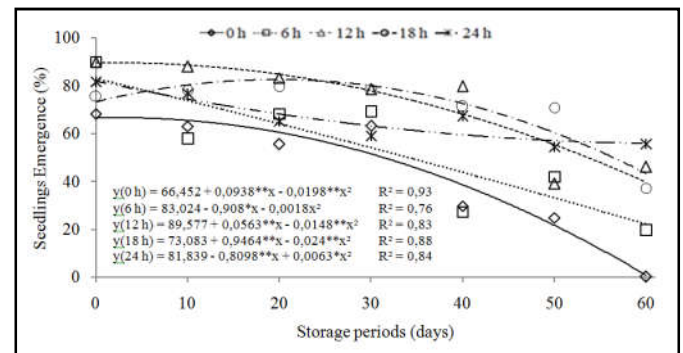 0 h 6 h 12 h 18 h 24 h
100
80
60
40
20
0
Seedlings Emergence (%)
y(0 h) = 66,452 + 0,0938**x - 0,0198**x² R² = 0,93
y(6 h) = 83,024 - 0,908*x - 0,0018x² R² = 0,76
y(12 h) = 89,577 + 0,0563**x - 0,0148**x² R² = 0,83
y(18 h) = 73,083 + 0,9464**x - 0,024**x² R² = 0,88
y(24 h) = 81,839 - 0,8098**x + 0,0063*x² R² = 0,84
0 10 20 30 40 50 60
Storage periods (days)